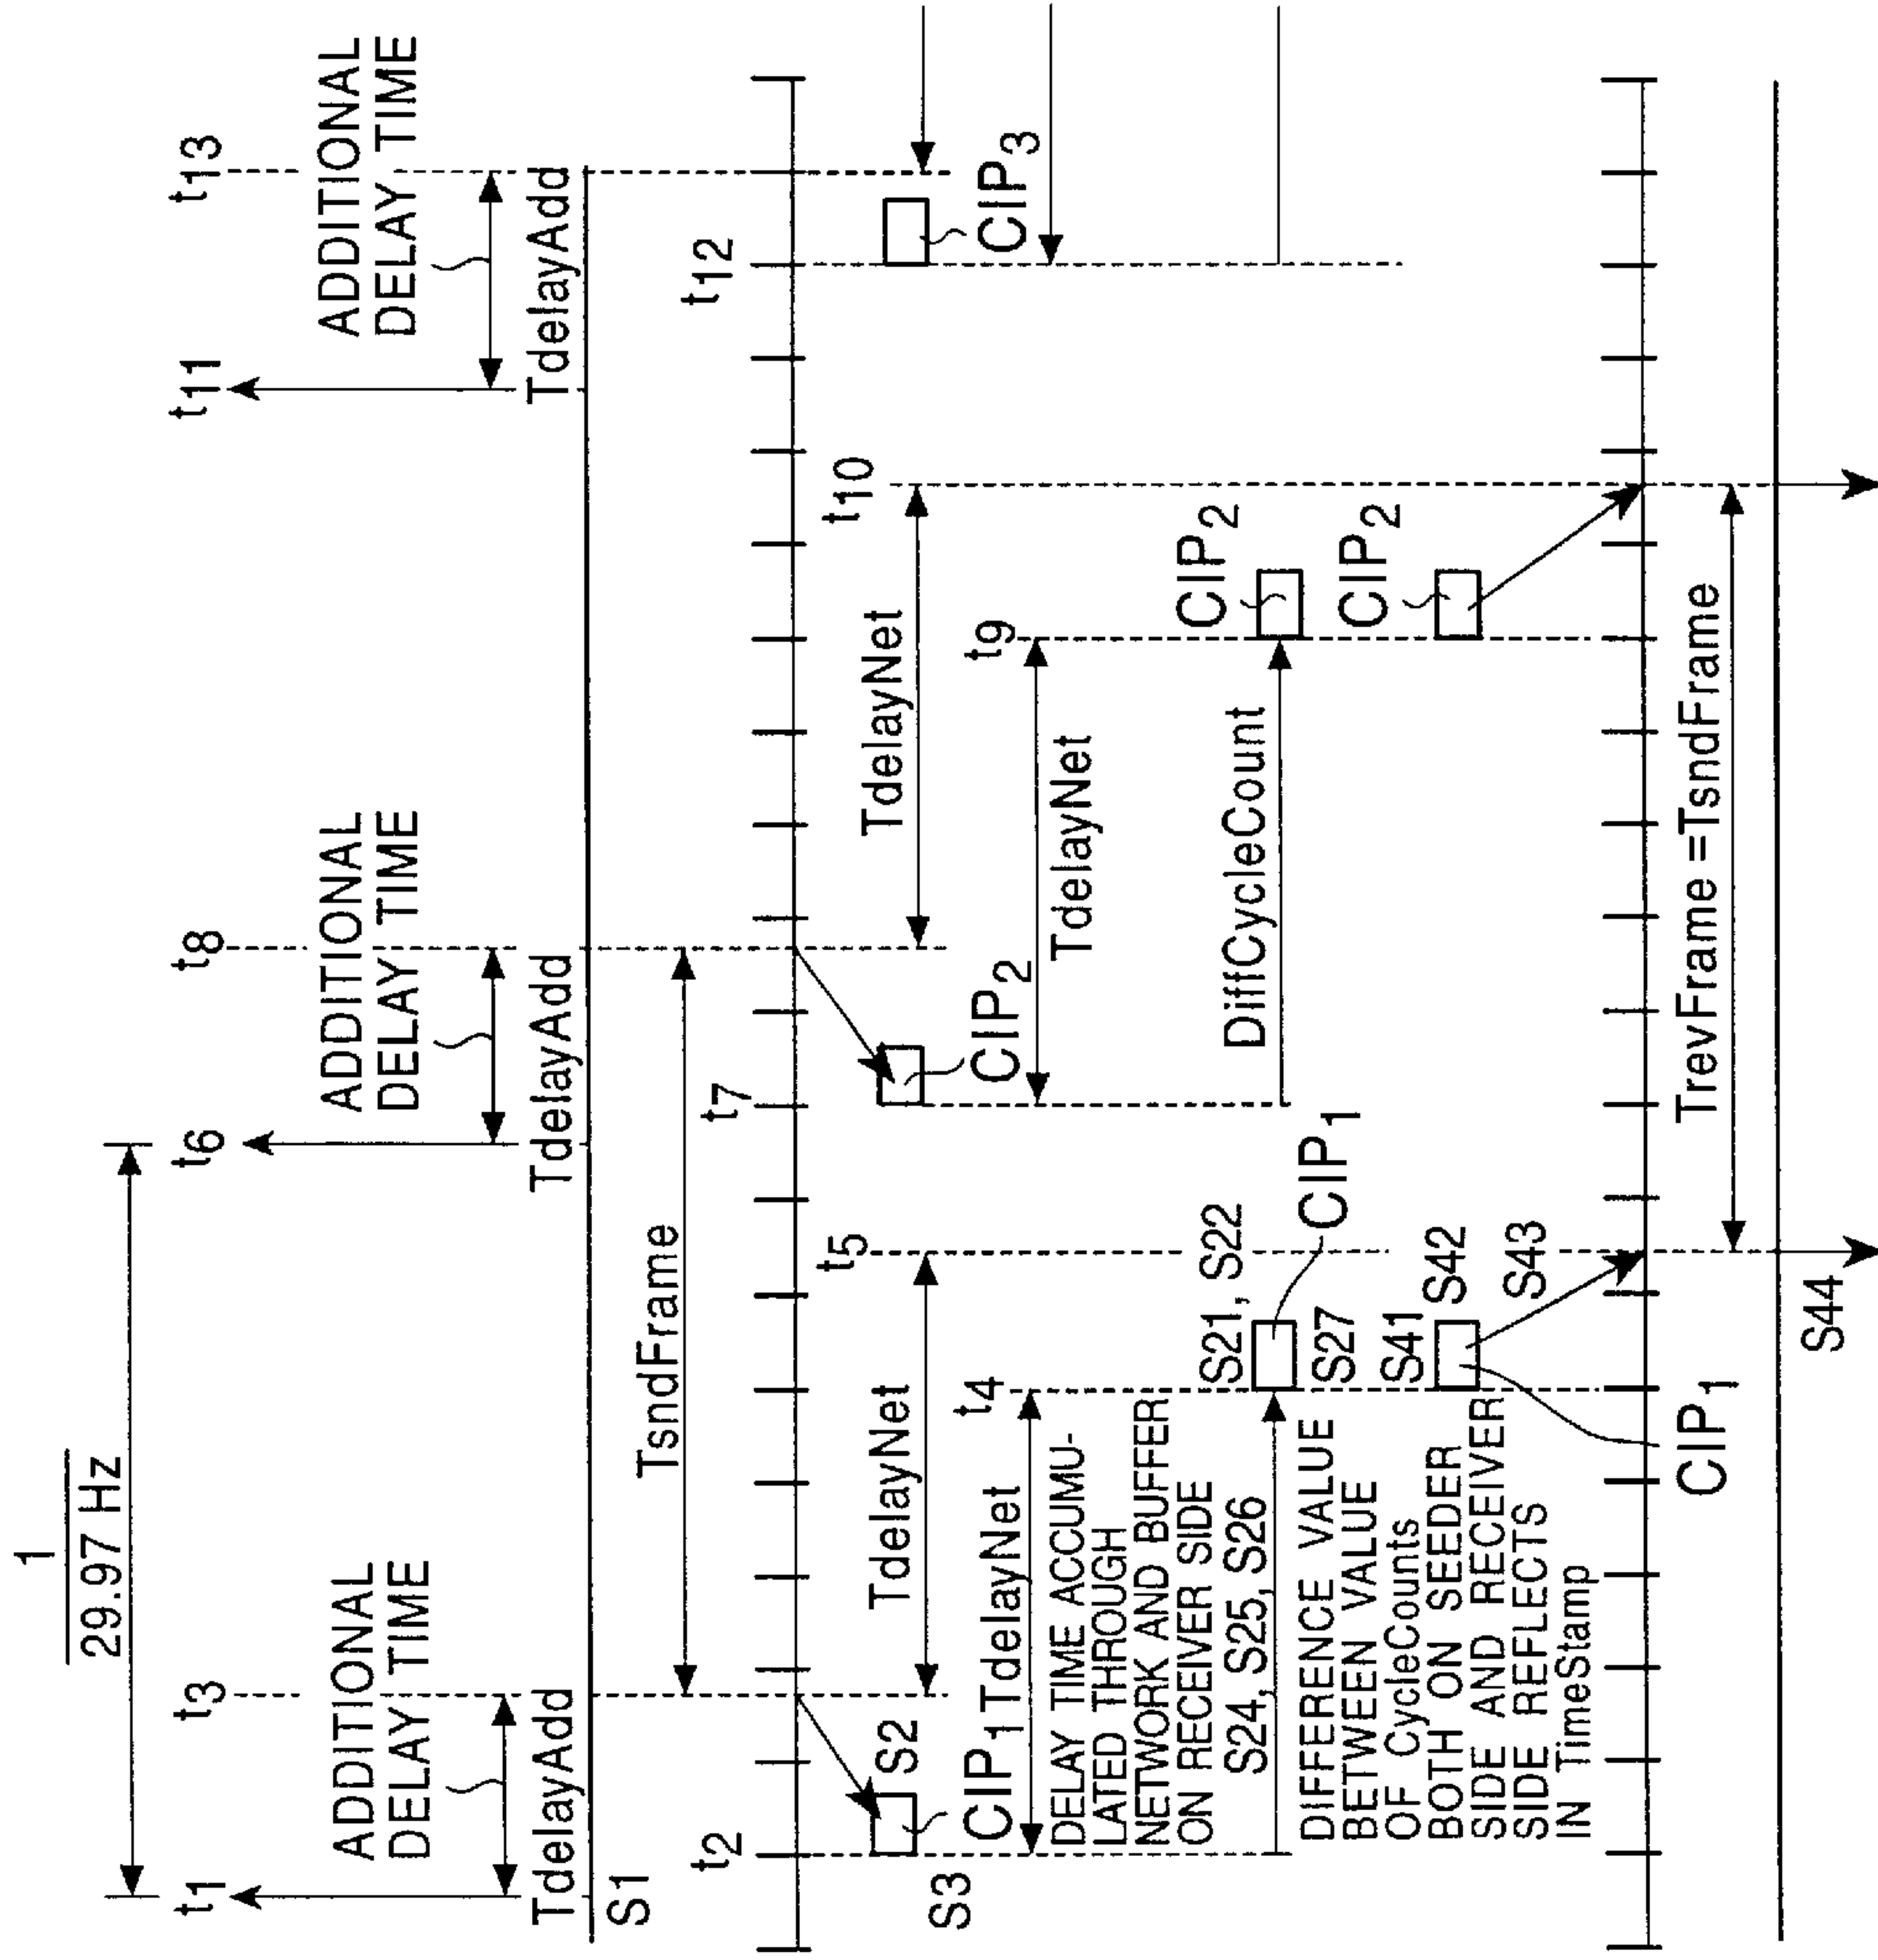 1
29.97 Hz
t1
t3
t6
t8
t11
t13
ADDITIONAL
DELAY TIME
ADDITIONAL
DELAY TIME
ADDITIONAL
DELAY TIME
TdelayAdd
TdelayAdd
TdelayAdd
S1
TsndFrame
t2
t7
t12
t5
t10
S2
S3
TdelayNet
CIP2
TdelayNet
CIP3
CIP1
TdelayNet
t4
t9
TdelayNet
DELAY TIME ACCUMU-
LATED THROUGH
NETWORK AND BUFFER
ON RECEIVER SIDE
S24, S25, S26
S21, S22
DiffCycleCount
CIP2
CIP1
S27
DIFFERENCE VALUE
BETWEEN VALUE
OF CycleCounts
BOTH ON SEEDER
SIDE AND RECEIVER
SIDE REFLECTS
IN TimeStamp
S41
S42
S43
CIP2
CIP1
TrevFrame =TsndFrame
S44